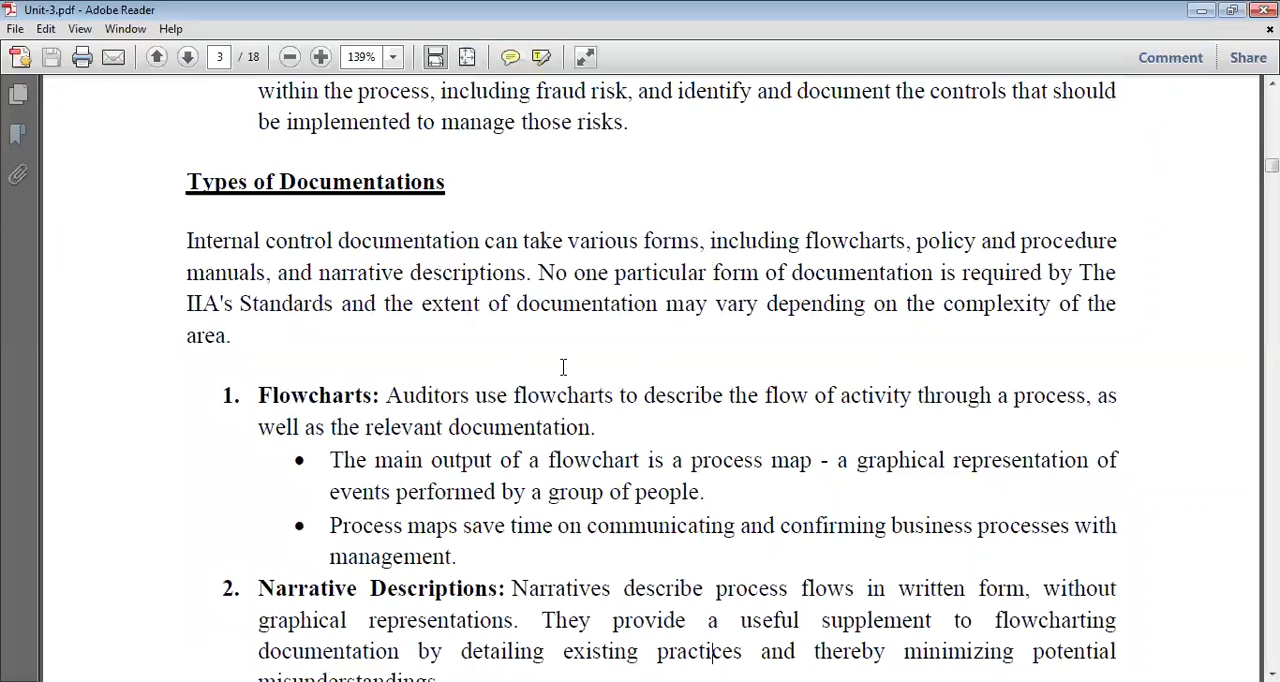 Unit-3.pdf - Adobe Reader
File Edit View Window Help
3 / 18 139% Comment Share
within the process, including fraud risk, and identify and document the controls that should
be implemented to manage those risks.
Types of Documentations
Internal control documentation can take various forms, including flowcharts, policy and procedure
manuals, and narrative descriptions. No one particular form of documentation is required by The
IIA's Standards and the extent of documentation may vary depending on the complexity of the
area.
1. Flowcharts: Auditors use flowcharts to describe the flow of activity through a process, as
well as the relevant documentation.
• The main output of a flowchart is a process map - a graphical representation of
events performed by a group of people.
• Process maps save time on communicating and confirming business processes with
management.
2. Narrative Descriptions: Narratives describe process flows in written form, without
graphical representations. They provide a useful supplement to flowcharting
documentation by detailing existing practices and thereby minimizing potential
misunderstandings.